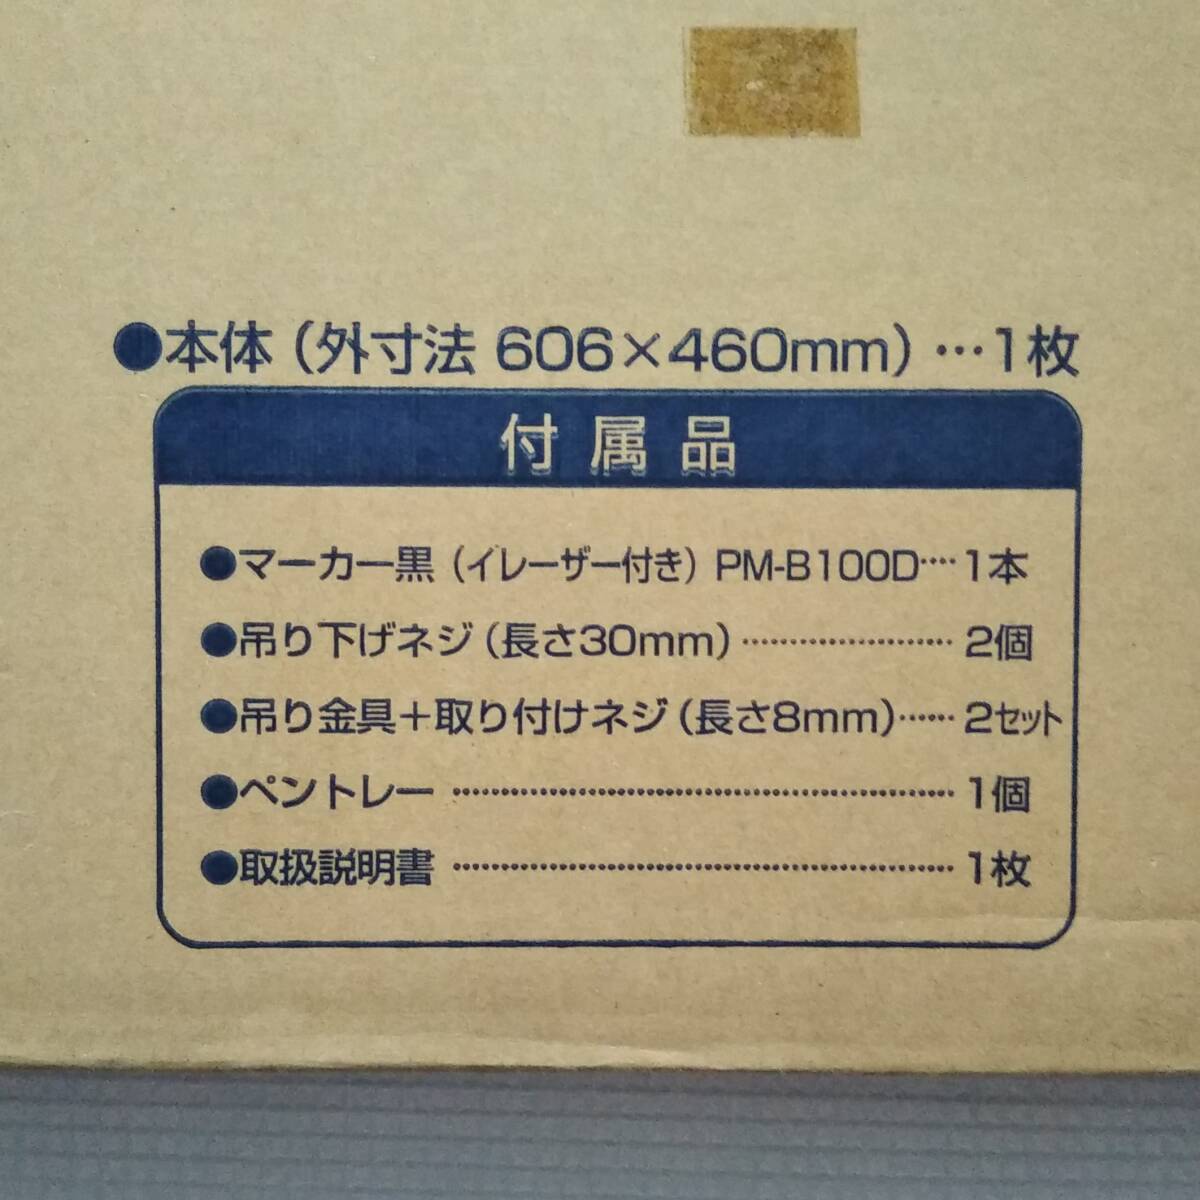 ●本体（外寸法 606×460mm）…1枚
付属品
●マーカー黒（イレーザー付き）PM-B100D‥‥1本
●吊り下げネジ（長さ30mm）…………………2個
●吊り金具＋取り付けネジ（長さ8mm）……2セット
●ペントレー………………………………………1個
●取扱説明書………………………………………1枚